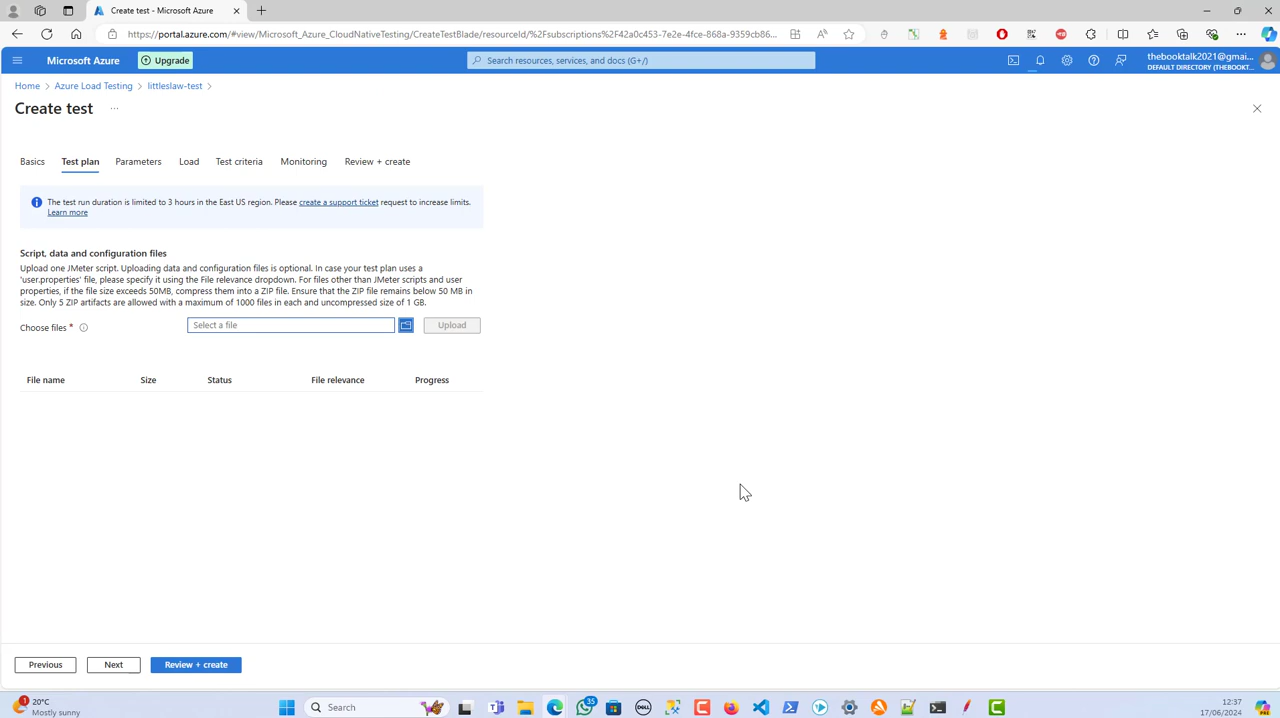 Create test - Microsoft Azure
https://portal.azure.com/#view/Microsoft_Azure_CloudNativeTesting/CreateTestBlade/resourceId/%2Fsubscriptions%2F42a0c453-7e2e-4fce-868a-9359cb86...
Microsoft Azure
Upgrade
Search resources, services, and docs (G+/)
thebooktalk2021@gmai...
DEFAULT DIRECTORY (THEBOOKT...
Home > Azure Load Testing > littleslaw-test >
Create test ...
Basics Test plan Parameters Load Test criteria Monitoring Review + create
The test run duration is limited to 3 hours in the East US region. Please create a support ticket request to increase limits.
Learn more
Script, data and configuration files
Upload one JMeter script. Uploading data and configuration files is optional. In case your test plan uses a
'user.properties' file, please specify it using the File relevance dropdown. For files other than JMeter scripts and user
properties, if the file size exceeds 50MB, compress them into a ZIP file. Ensure that the ZIP file remains below 50 MB in
size. Only 5 ZIP artifacts are allowed with a maximum of 1000 files in each and uncompressed size of 1 GB.
Choose files *
Select a file
Upload
File name Size Status File relevance Progress
Previous Next Review + create
1
20°C
Mostly sunny
Search
35
DELL
12:37
17/06/2024